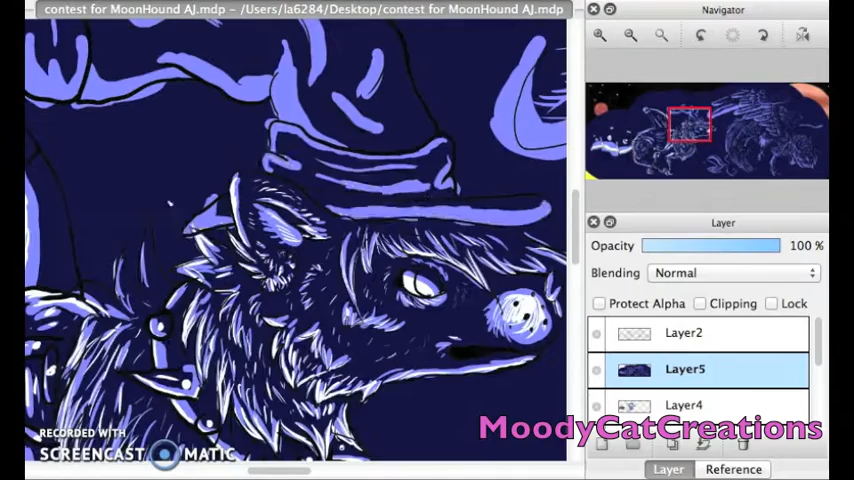 contest for MoonHound AJ.mdp – /Users/la6284/Desktop/contest for MoonHound AJ.mdp
Navigator
Layer
Opacity 100 %
Blending Normal
Protect Alpha Clipping Lock
Layer2
Layer5
Layer4
MoodyCatCreations
RECORDED WITH
SCREENCAST MATIC
Layer Reference